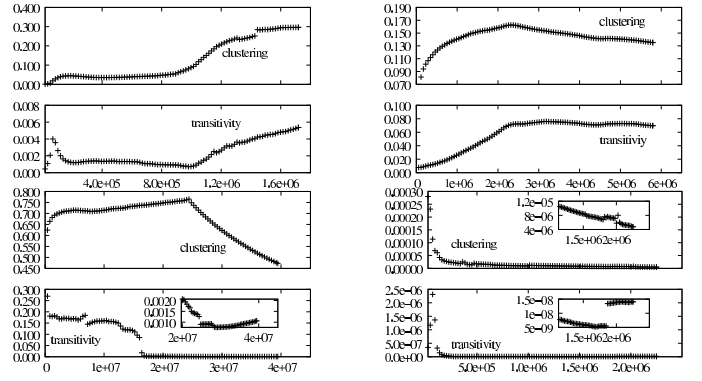 0.400
0.300
0.200
0.100
0.000
clustering
0.008
0.006
0.004
0.002
0.000
transitivity
4e+05 8e+05 1.2e+06 1.6e+06
0.800
0.750
0.700
0.650
0.600
0.550
0.500
0.450
clustering
0.300
0.250
0.200
0.150
0.100
0.050
0.000
transitivity
0.0020
0.0015
0.0010
2e+07 4e+07
0 1e+07 2e+07 3e+07 4e+07
0.190
0.170
0.150
0.130
0.110
0.090
0.070
clustering
0.100
0.080
0.060
0.040
0.020
0.000
transitiviy
0 1e+06 2e+06 3e+06 4e+06 5e+06 6e+06
0.00030
0.00025
0.00020
0.00015
0.00010
0.00005
0.00000
clustering
1.2e-05
8e-06
4e-06
1.5e+06 2e+06
2.5e-06
2.0e-06
1.5e-06
1.0e-06
5.0e-06
0.0e+00
transitivity
1.5e-08
1e-08
5e-09
1.5e+06 2e+06
5.0e+05 1.0e+06 1.5e+06 2.0e+06